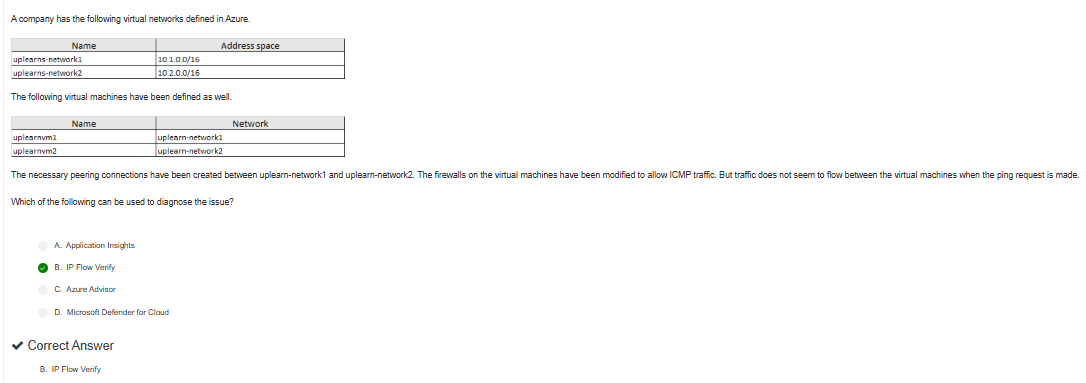 A company has the following virtual networks defined in Azure.
Name Address space
uplearns-network1 10.1.0.0/16
uplearns-network2 10.2.0.0/16
The following virtual machines have been defined as well.
Name Network
uplearnvm1 uplearn-network1
uplearnvm2 uplearn-network2
The necessary peering connections have been created between uplearn-network1 and uplearn-network2. The firewalls on the virtual machines have been modified to allow ICMP traffic. But traffic does not seem to flow between the virtual machines when the ping request is made.
Which of the following can be used to diagnose the issue?
A. Application Insights
B. IP Flow Verify
C. Azure Advisor
D. Microsoft Defender for Cloud
Correct Answer
B. IP Flow Verify